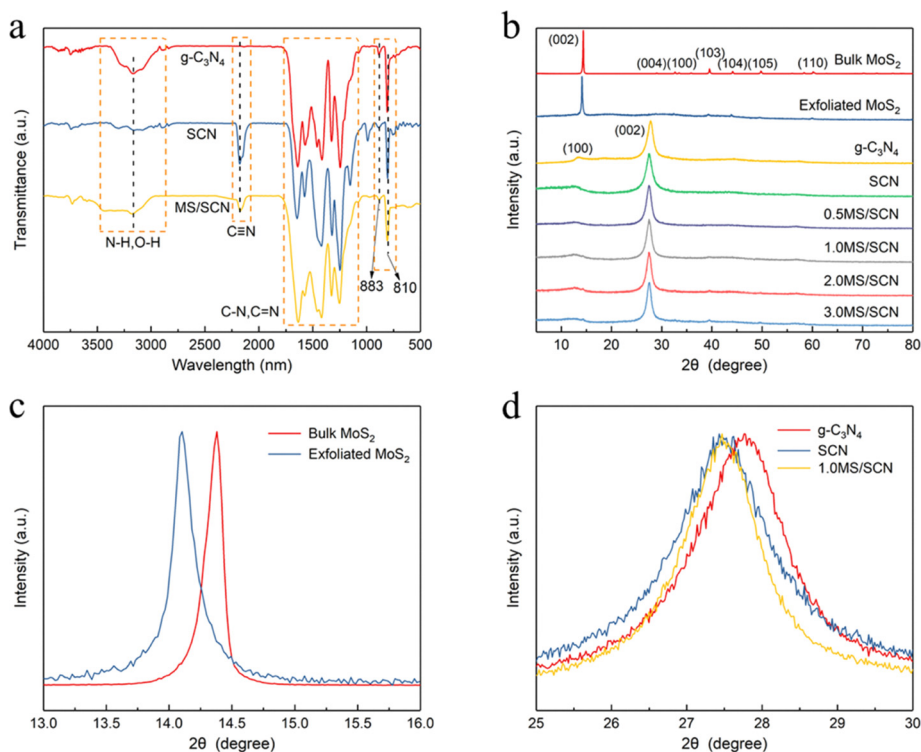 a
g-C₃N₄
SCN
MS/SCN
N-H,O-H
C≡N
C-N,C=N
883
810
Transmittance (a.u.)
4000 3500 3000 2500 2000 1500 1000 500
Wavelength (nm)
b
(002)
(004)(100)
(103)
(104)
(105)
(110)
Bulk MoS₂
Exfoliated MoS₂
(100)
(002)
g-C₃N₄
SCN
0.5MS/SCN
1.0MS/SCN
2.0MS/SCN
3.0MS/SCN
Intensity (a.u.)
10 20 30 40 50 60 70 80
2θ (degree)
c
Bulk MoS₂
Exfoliated MoS₂
Intensity (a.u.)
13.0 13.5 14.0 14.5 15.0 15.5 16.0
2θ (degree)
d
g-C₃N₄
SCN
1.0MS/SCN
Intensity (a.u.)
25 26 27 28 29 30
2θ (degree)